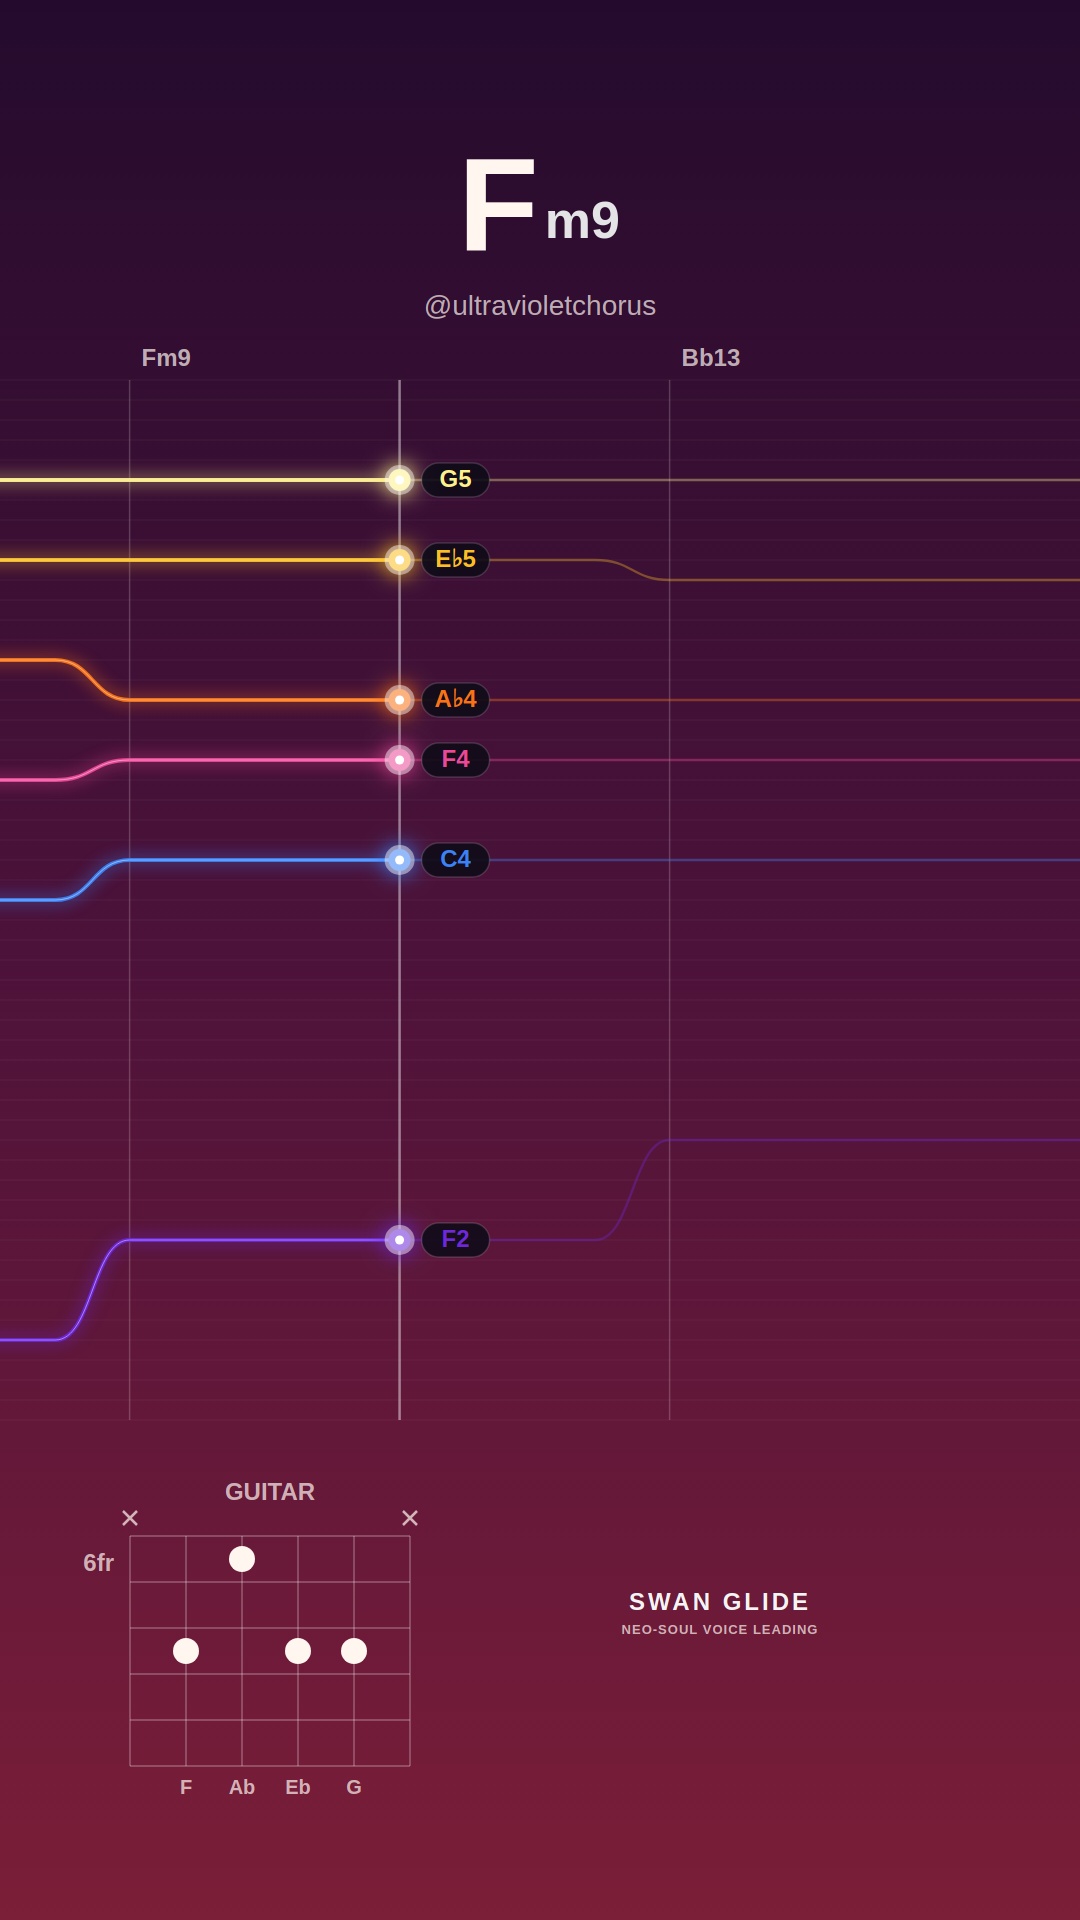 F m9
@ultravioletchorus
Fm9 Bb13
G5
E♭5
A♭4
F4
C4
F2
GUITAR
× ×
6fr
SWAN GLIDE
NEO-SOUL VOICE LEADING
F Ab Eb G